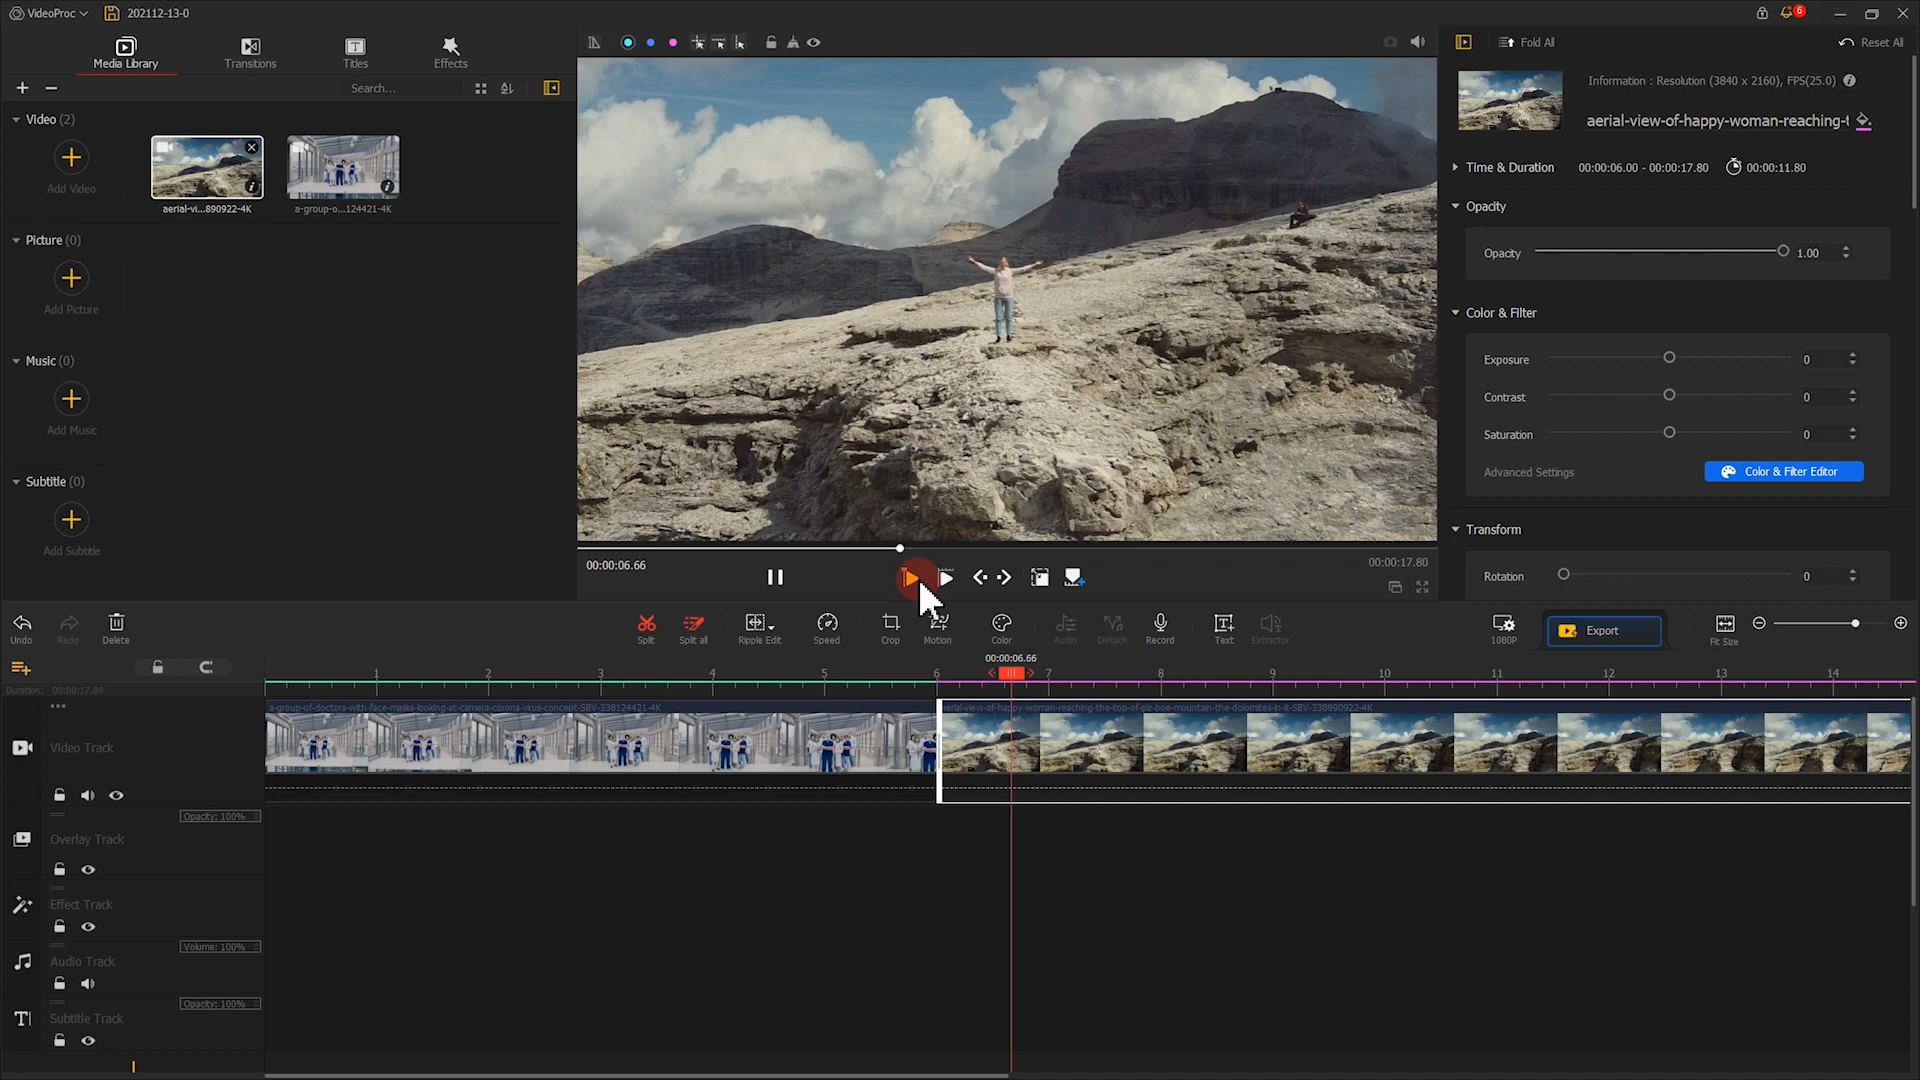 VideoProc
202112-13-0
6
Media Library
Transitions
Titles
Effects
Search...
Fold All
Reset All
Information : Resolution (3840 x 2160), FPS(25.0)
aerial-view-of-happy-woman-reaching-t
Time & Duration
00:00:06.00 - 00:00:17.80
00:00:11.80
Video (2)
Add Video
aerial-vi...890922-4K
a-group-o...124421-4K
Picture (0)
Add Picture
Music (0)
Add Music
Subtitle (0)
Add Subtitle
Opacity
Opacity
1.00
Color & Filter
Exposure
0
Contrast
0
Saturation
0
Advanced Settings
Color & Filter Editor
Transform
Rotation
0
00:00:06.66
00:00:17.80
Undo
Redo
Delete
Split
Split all
Ripple Edit
Speed
Crop
Motion
Color
Audio
Detach
Record
Text
Extractor
1080P
Export
Fit Size
00:00:06.66
Duration: 00:00:17.80
1 2 3 4 5 6 7 8 9 10 11 12 13 14
a-group-of-doctors-with-face-masks-looking-at-camera-corona-virus-concept-SBV-338124421-4K
aerial-view-of-happy-woman-reaching-the-top-of-piz-boe-mountain-the-dolomites-in-it-SBV-338890922-4K
Video Track
Opacity: 100%
Overlay Track
Effect Track
Volume: 100%
Audio Track
Opacity: 100%
Subtitle Track